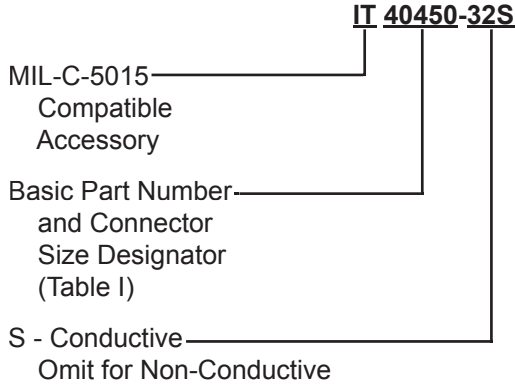 IT 40450-32S
MIL-C-5015
Compatible
Accessory
Basic Part Number
and Connector
Size Designator
(Table I)
S - Conductive
Omit for Non-Conductive